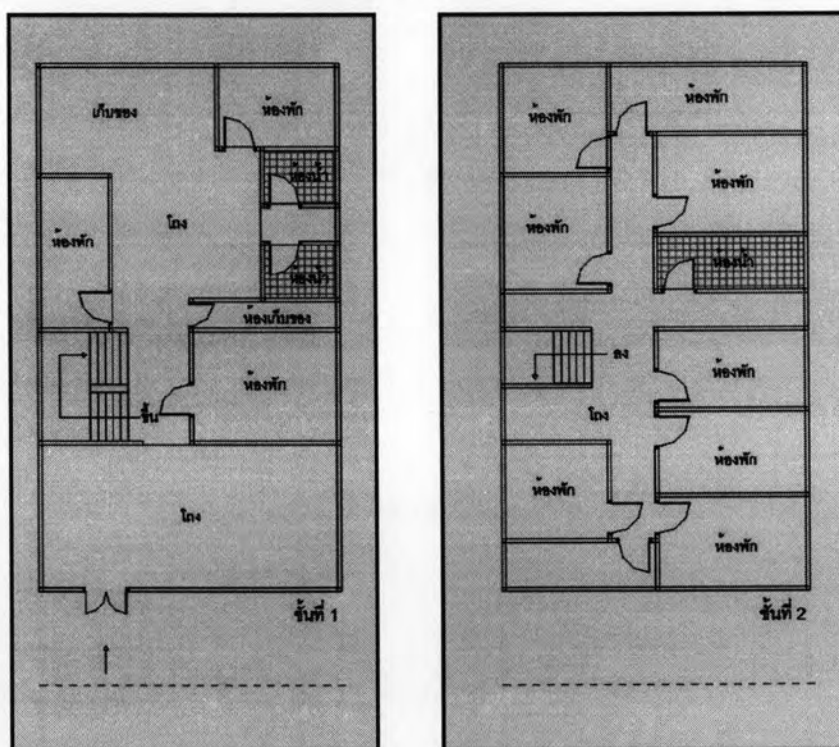 เก็บของ
ห้องพัก
ห้องน้ำ
โถง
ห้องพัก
ห้องน้ำ
ห้องเก็บของ
ห้องพัก
ขึ้น
โถง
ชั้นที่ 1
ห้องพัก
ห้องพัก
ห้องพัก
ห้องพัก
ห้องน้ำ
ลง
ห้องพัก
โถง
ห้องพัก
ห้องพัก
ห้องพัก
ชั้นที่ 2